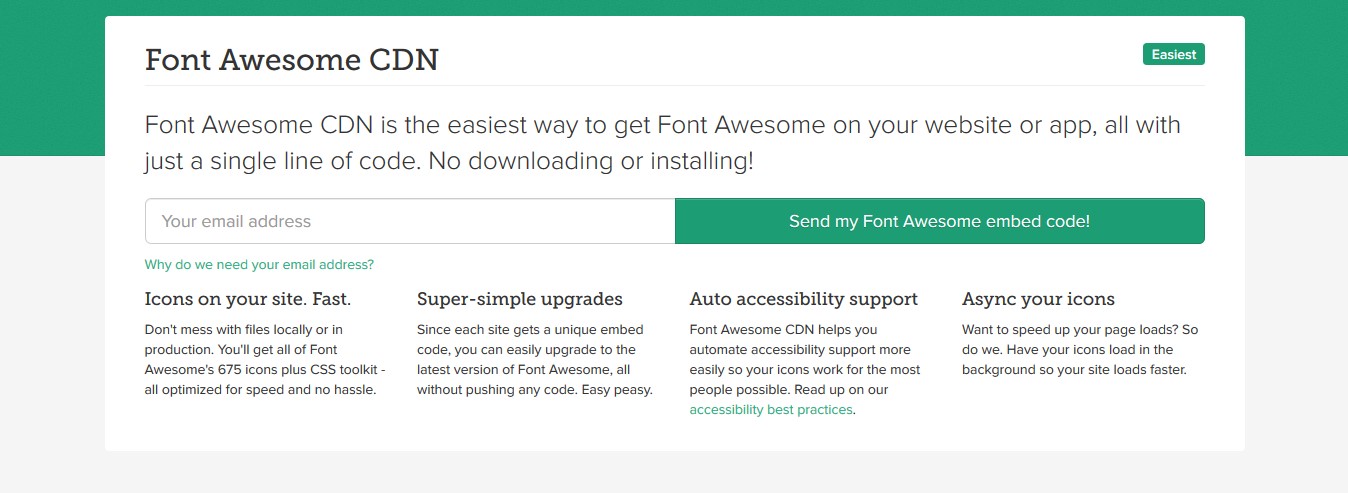 Font Awesome CDN
Easiest
Font Awesome CDN is the easiest way to get Font Awesome on your website or app, all with
just a single line of code. No downloading or installing!
Your email address
Send my Font Awesome embed code!
Why do we need your email address?
Icons on your site. Fast.
Don't mess with files locally or in
production. You'll get all of Font
Awesome's 675 icons plus CSS toolkit -
all optimized for speed and no hassle.
Super-simple upgrades
Since each site gets a unique embed
code, you can easily upgrade to the
latest version of Font Awesome, all
without pushing any code. Easy peasy.
Auto accessibility support
Font Awesome CDN helps you
automate accessibility support more
easily so your icons work for the most
people possible. Read up on our
accessibility best practices.
Async your icons
Want to speed up your page loads? So
do we. Have your icons load in the
background so your site loads faster.